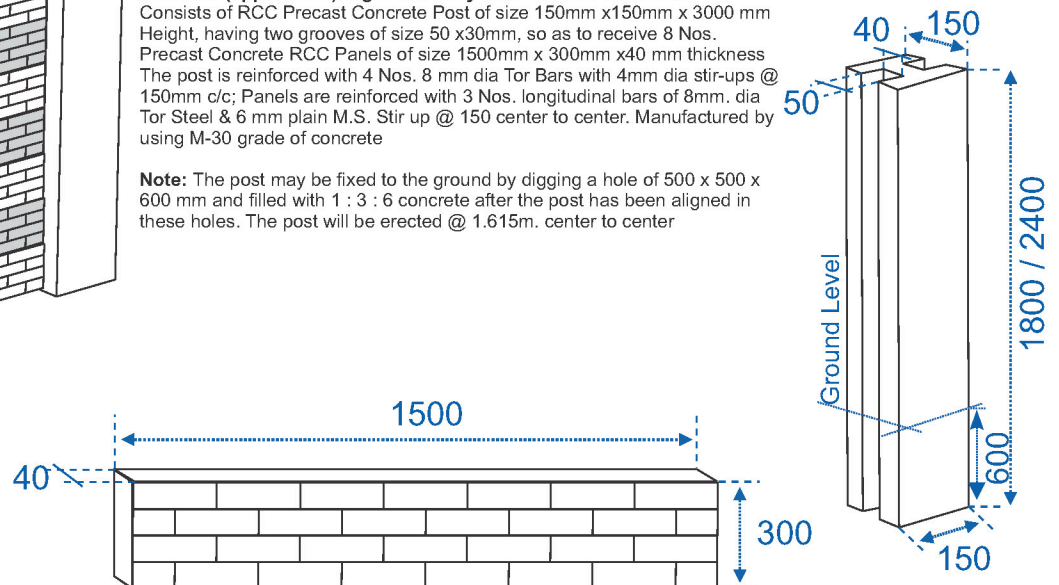 Consists of RCC Precast Concrete Post of size 150mm x150mm x 3000 mm
Height, having two grooves of size 50 x30mm, so as to receive 8 Nos.
Precast Concrete RCC Panels of size 1500mm x 300mm x40 mm thickness
The post is reinforced with 4 Nos. 8 mm dia Tor Bars with 4mm dia stir-ups @
150mm c/c; Panels are reinforced with 3 Nos. longitudinal bars of 8mm. dia
Tor Steel & 6 mm plain M.S. Stir up @ 150 center to center. Manufactured by
using M-30 grade of concrete
Note: The post may be fixed to the ground by digging a hole of 500 x 500 x
600 mm and filled with 1 : 3 : 6 concrete after the post has been aligned in
these holes. The post will be erected @ 1.615m. center to center
40
150
50
1800 / 2400
Ground Level
600
150
1500
40
300